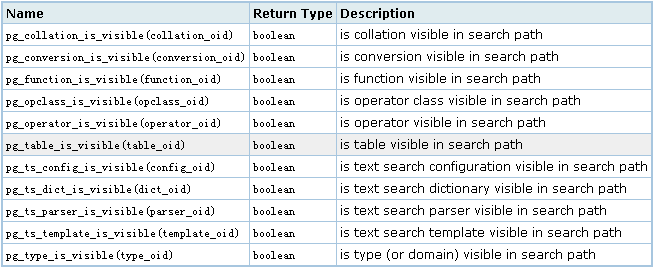 Name Return Type Description
pg_collation_is_visible(collation_oid) boolean is collation visible in search path
pg_conversion_is_visible(conversion_oid) boolean is conversion visible in search path
pg_function_is_visible(function_oid) boolean is function visible in search path
pg_opclass_is_visible(opclass_oid) boolean is operator class visible in search path
pg_operator_is_visible(operator_oid) boolean is operator visible in search path
pg_table_is_visible(table_oid) boolean is table visible in search path
pg_ts_config_is_visible(config_oid) boolean is text search configuration visible in search path
pg_ts_dict_is_visible(dict_oid) boolean is text search dictionary visible in search path
pg_ts_parser_is_visible(parser_oid) boolean is text search parser visible in search path
pg_ts_template_is_visible(template_oid) boolean is text search template visible in search path
pg_type_is_visible(type_oid) boolean is type (or domain) visible in search path